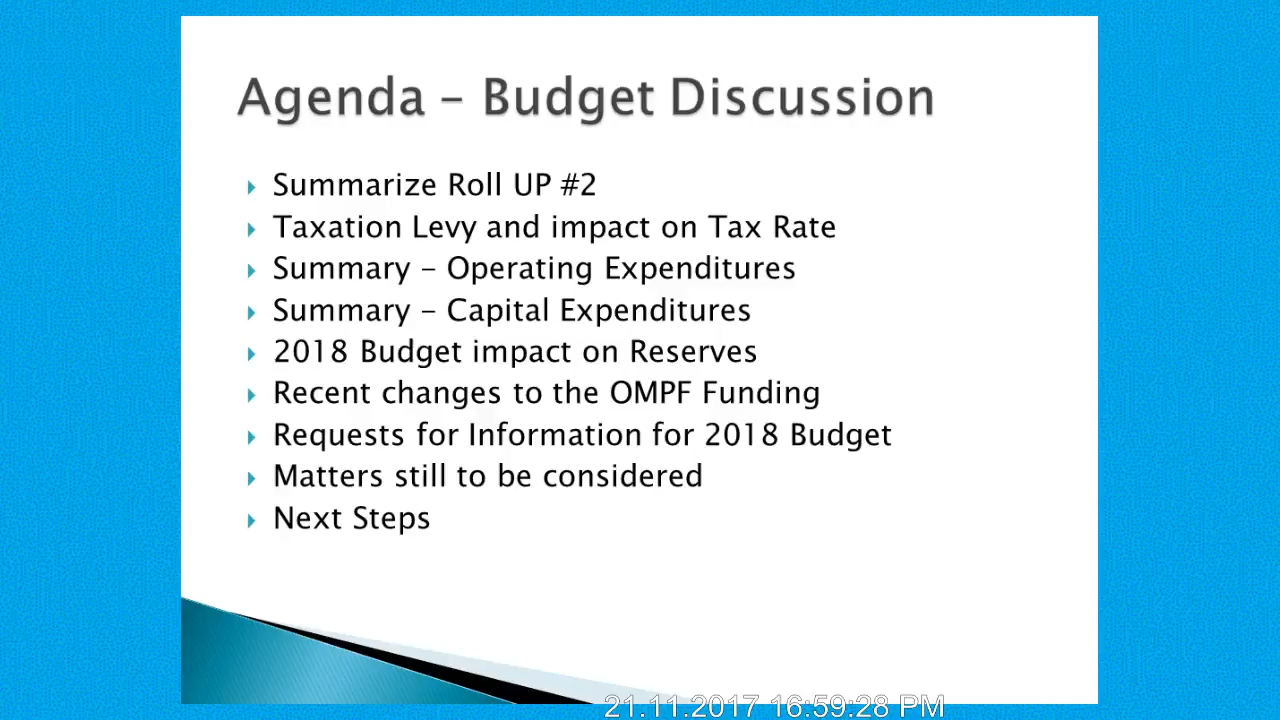 Agenda – Budget Discussion
Summarize Roll UP #2
Taxation Levy and impact on Tax Rate
Summary – Operating Expenditures
Summary – Capital Expenditures
2018 Budget impact on Reserves
Recent changes to the OMPF Funding
Requests for Information for 2018 Budget
Matters still to be considered
Next Steps
21.11.2017 16:59:28 PM